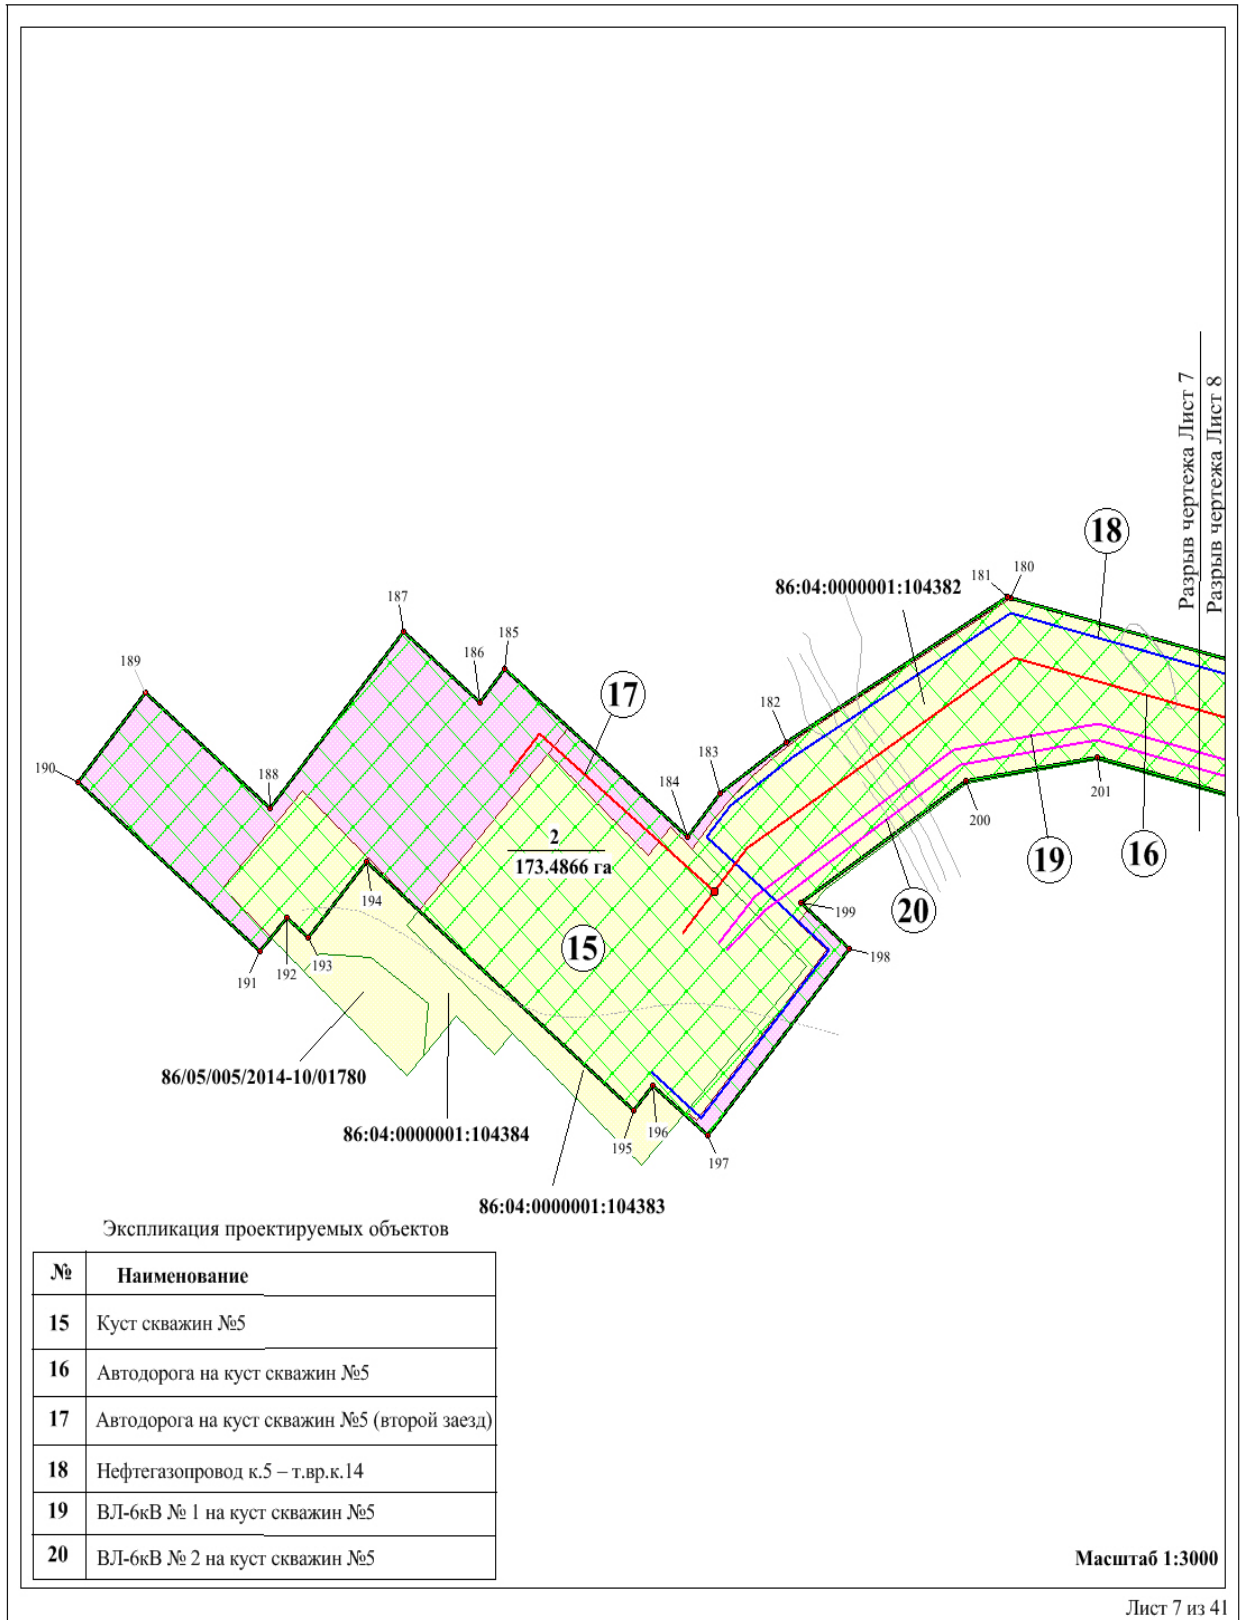 Разрыв чертежа Лист 7
Разрыв чертежа Лист 8
18
181
180
86:04:0000001:104382
187
185
186
189
17
182
183
190
188
184
201
200
2
173.4866 га
19
16
194
199
20
15
198
191
192
193
86/05/005/2014-10/01780
86:04:0000001:104384
195
196
197
86:04:0000001:104383
Экспликация проектируемых объектов
№ Наименование
15 Куст скважин №5
16 Автодорога на куст скважин №5
17 Автодорога на куст скважин №5 (второй заезд)
18 Нефтегазопровод к.5 – т.вр.к.14
19 ВЛ-6кВ № 1 на куст скважин №5
20 ВЛ-6кВ № 2 на куст скважин №5
Масштаб 1:3000
Лист 7 из 41